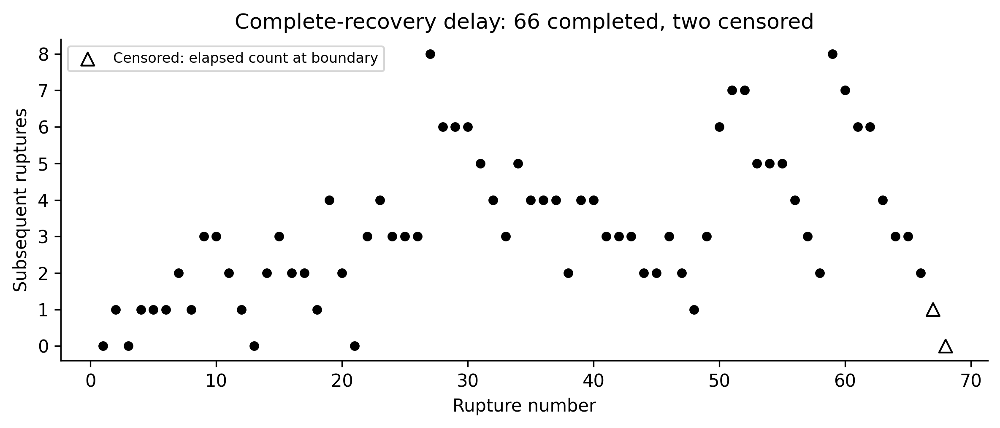 Complete-recovery delay: 66 completed, two censored
Censored: elapsed count at boundary
Subsequent ruptures
8
7
6
5
4
3
2
1
0
0 10 20 30 40 50 60 70
Rupture number